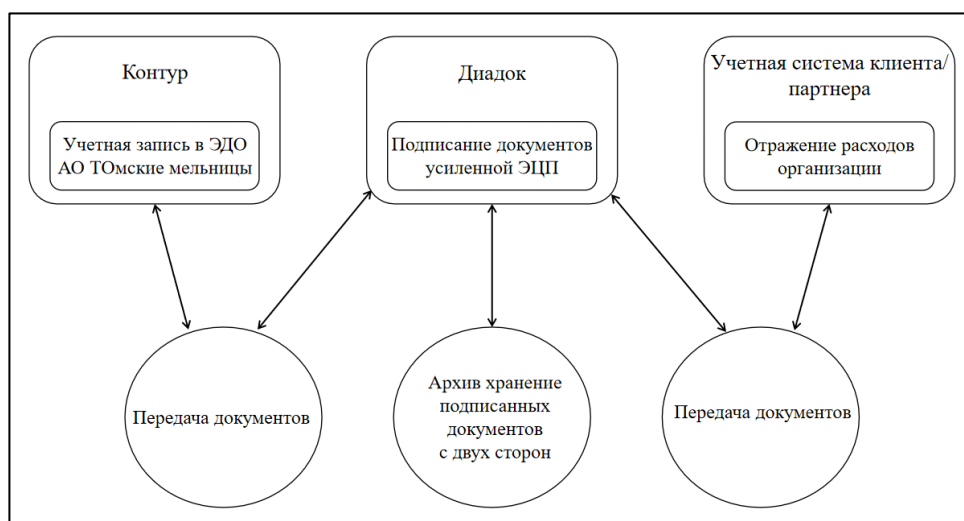 Контур
Учетная запись в ЭДО
АО ТОмские мельницы
Диадок
Подписание документов
усиленной ЭЦП
Учетная система клиента/
партнера
Отражение расходов
организации
Передача документов
Архив хранение
подписанных
документов
с двух сторон
Передача документов